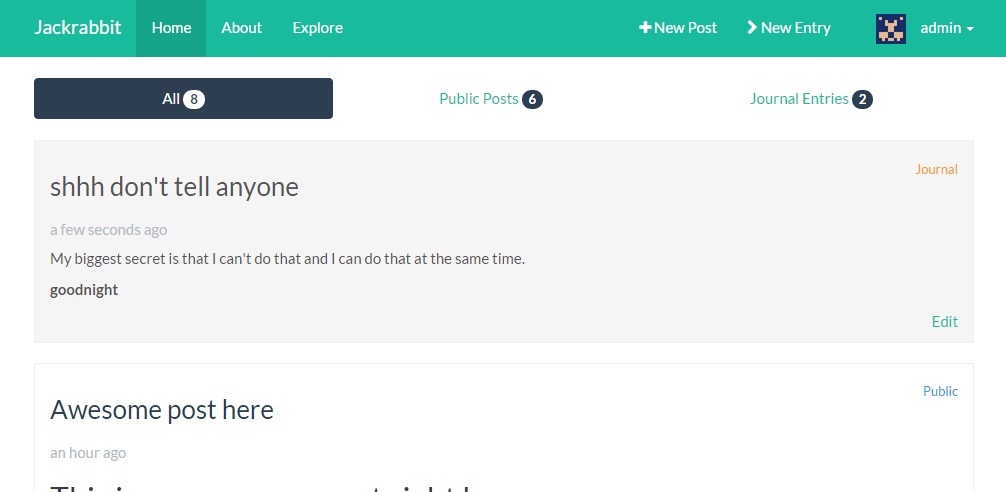 Jackrabbit Home About Explore New Post New Entry admin
All 8 Public Posts 6 Journal Entries 2
Journal
shhh don't tell anyone
a few seconds ago
My biggest secret is that I can't do that and I can do that at the same time.
goodnight
Edit
Public
Awesome post here
an hour ago